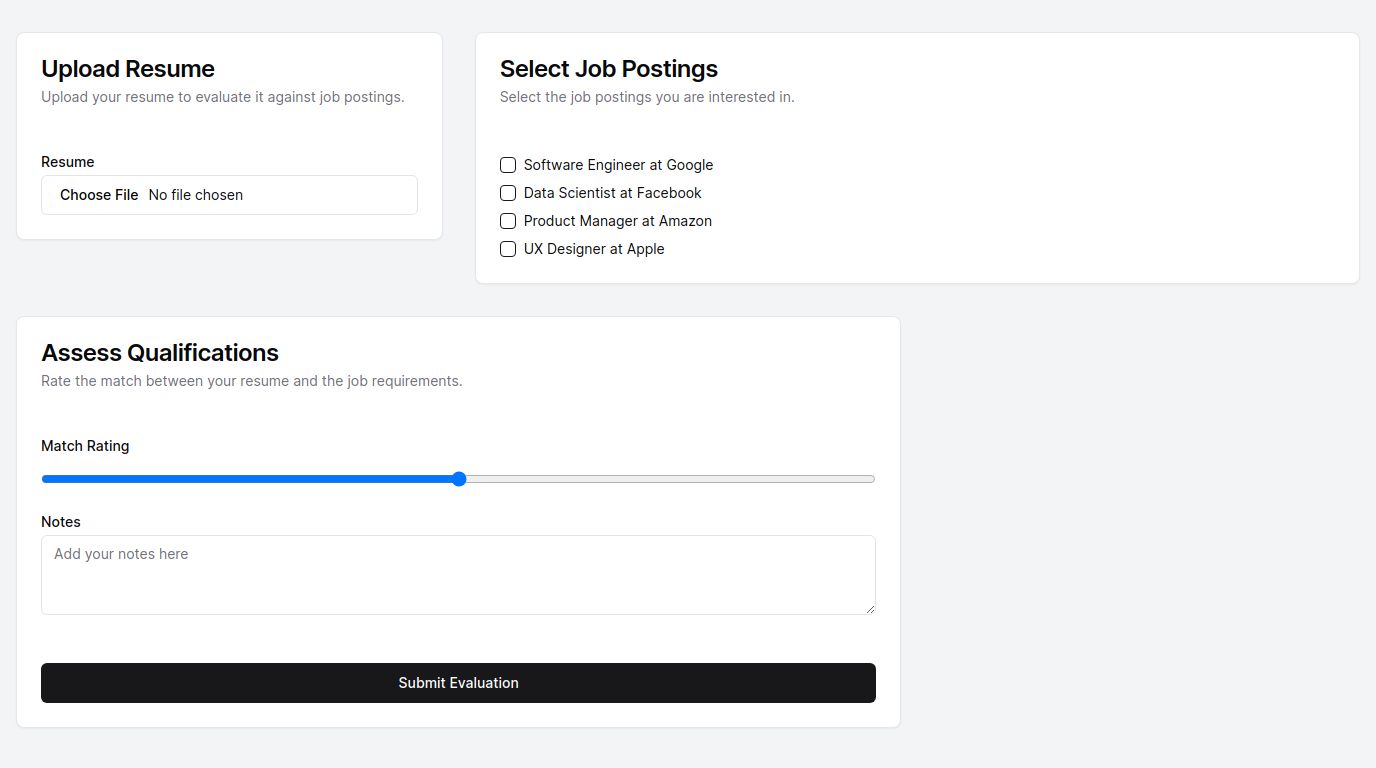 Upload Resume
Upload your resume to evaluate it against job postings.
Resume
Choose File No file chosen
Select Job Postings
Select the job postings you are interested in.
Software Engineer at Google
Data Scientist at Facebook
Product Manager at Amazon
UX Designer at Apple
Assess Qualifications
Rate the match between your resume and the job requirements.
Match Rating
Notes
Add your notes here
Submit Evaluation